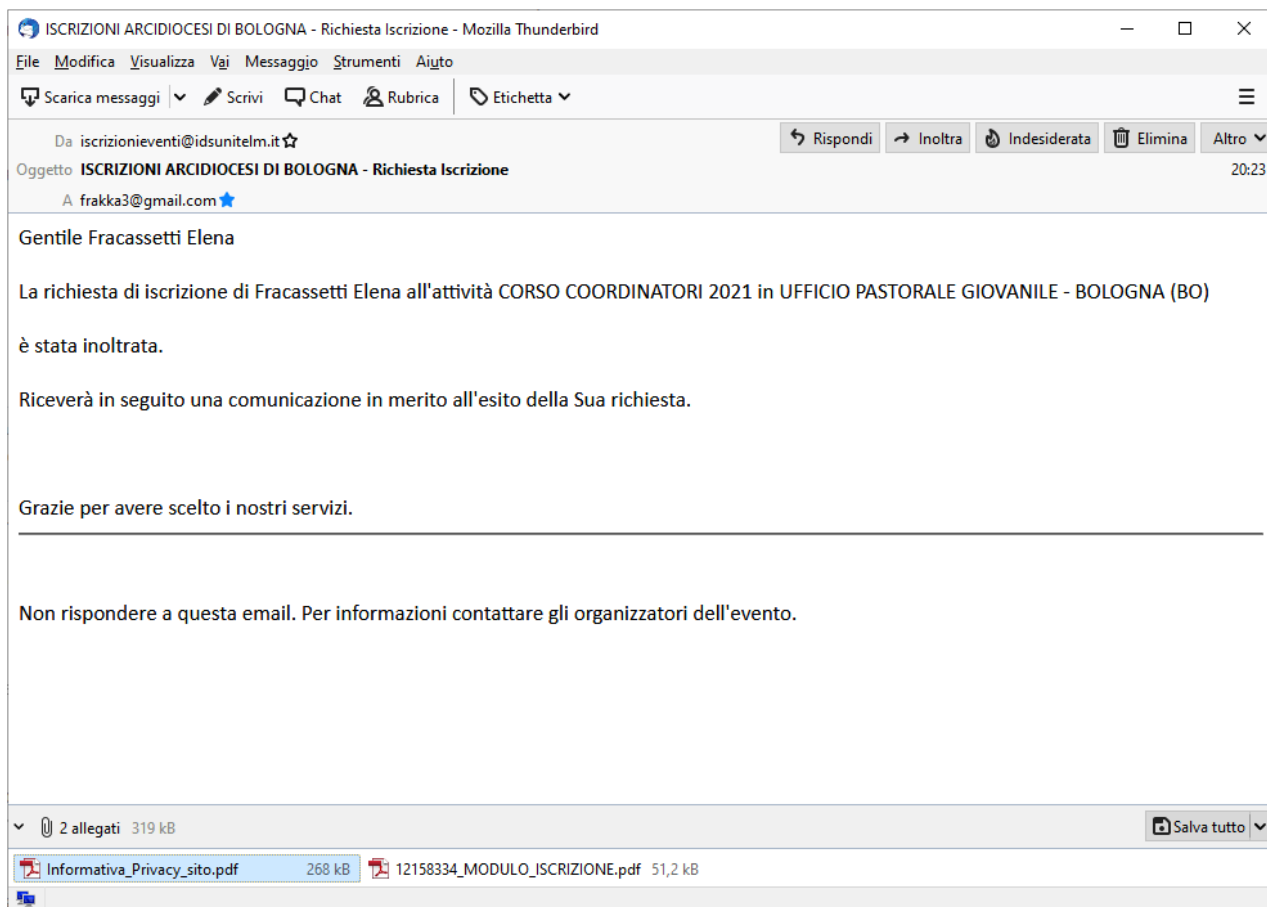 ISCRIZIONI ARCIDIOCESI DI BOLOGNA - Richiesta Iscrizione - Mozilla Thunderbird
File Modifica Visualizza Vai Messaggio Strumenti Aiuto
Scarica messaggi Scrivi Chat Rubrica Etichetta
Da iscrizionieventi@idsunitelm.it Rispondi Inoltra Indesiderata Elimina Altro
Oggetto ISCRIZIONI ARCIDIOCESI DI BOLOGNA - Richiesta Iscrizione 20:23
A frakka3@gmail.com
Gentile Fracassetti Elena
La richiesta di iscrizione di Fracassetti Elena all'attività CORSO COORDINATORI 2021 in UFFICIO PASTORALE GIOVANILE - BOLOGNA (BO)
è stata inoltrata.
Riceverà in seguito una comunicazione in merito all'esito della Sua richiesta.
Grazie per avere scelto i nostri servizi.
Non rispondere a questa email. Per informazioni contattare gli organizzatori dell'evento.
2 allegati 319 kB Salva tutto
Informativa_Privacy_sito.pdf 268 kB 12158334_MODULO_ISCRIZIONE.pdf 51,2 kB